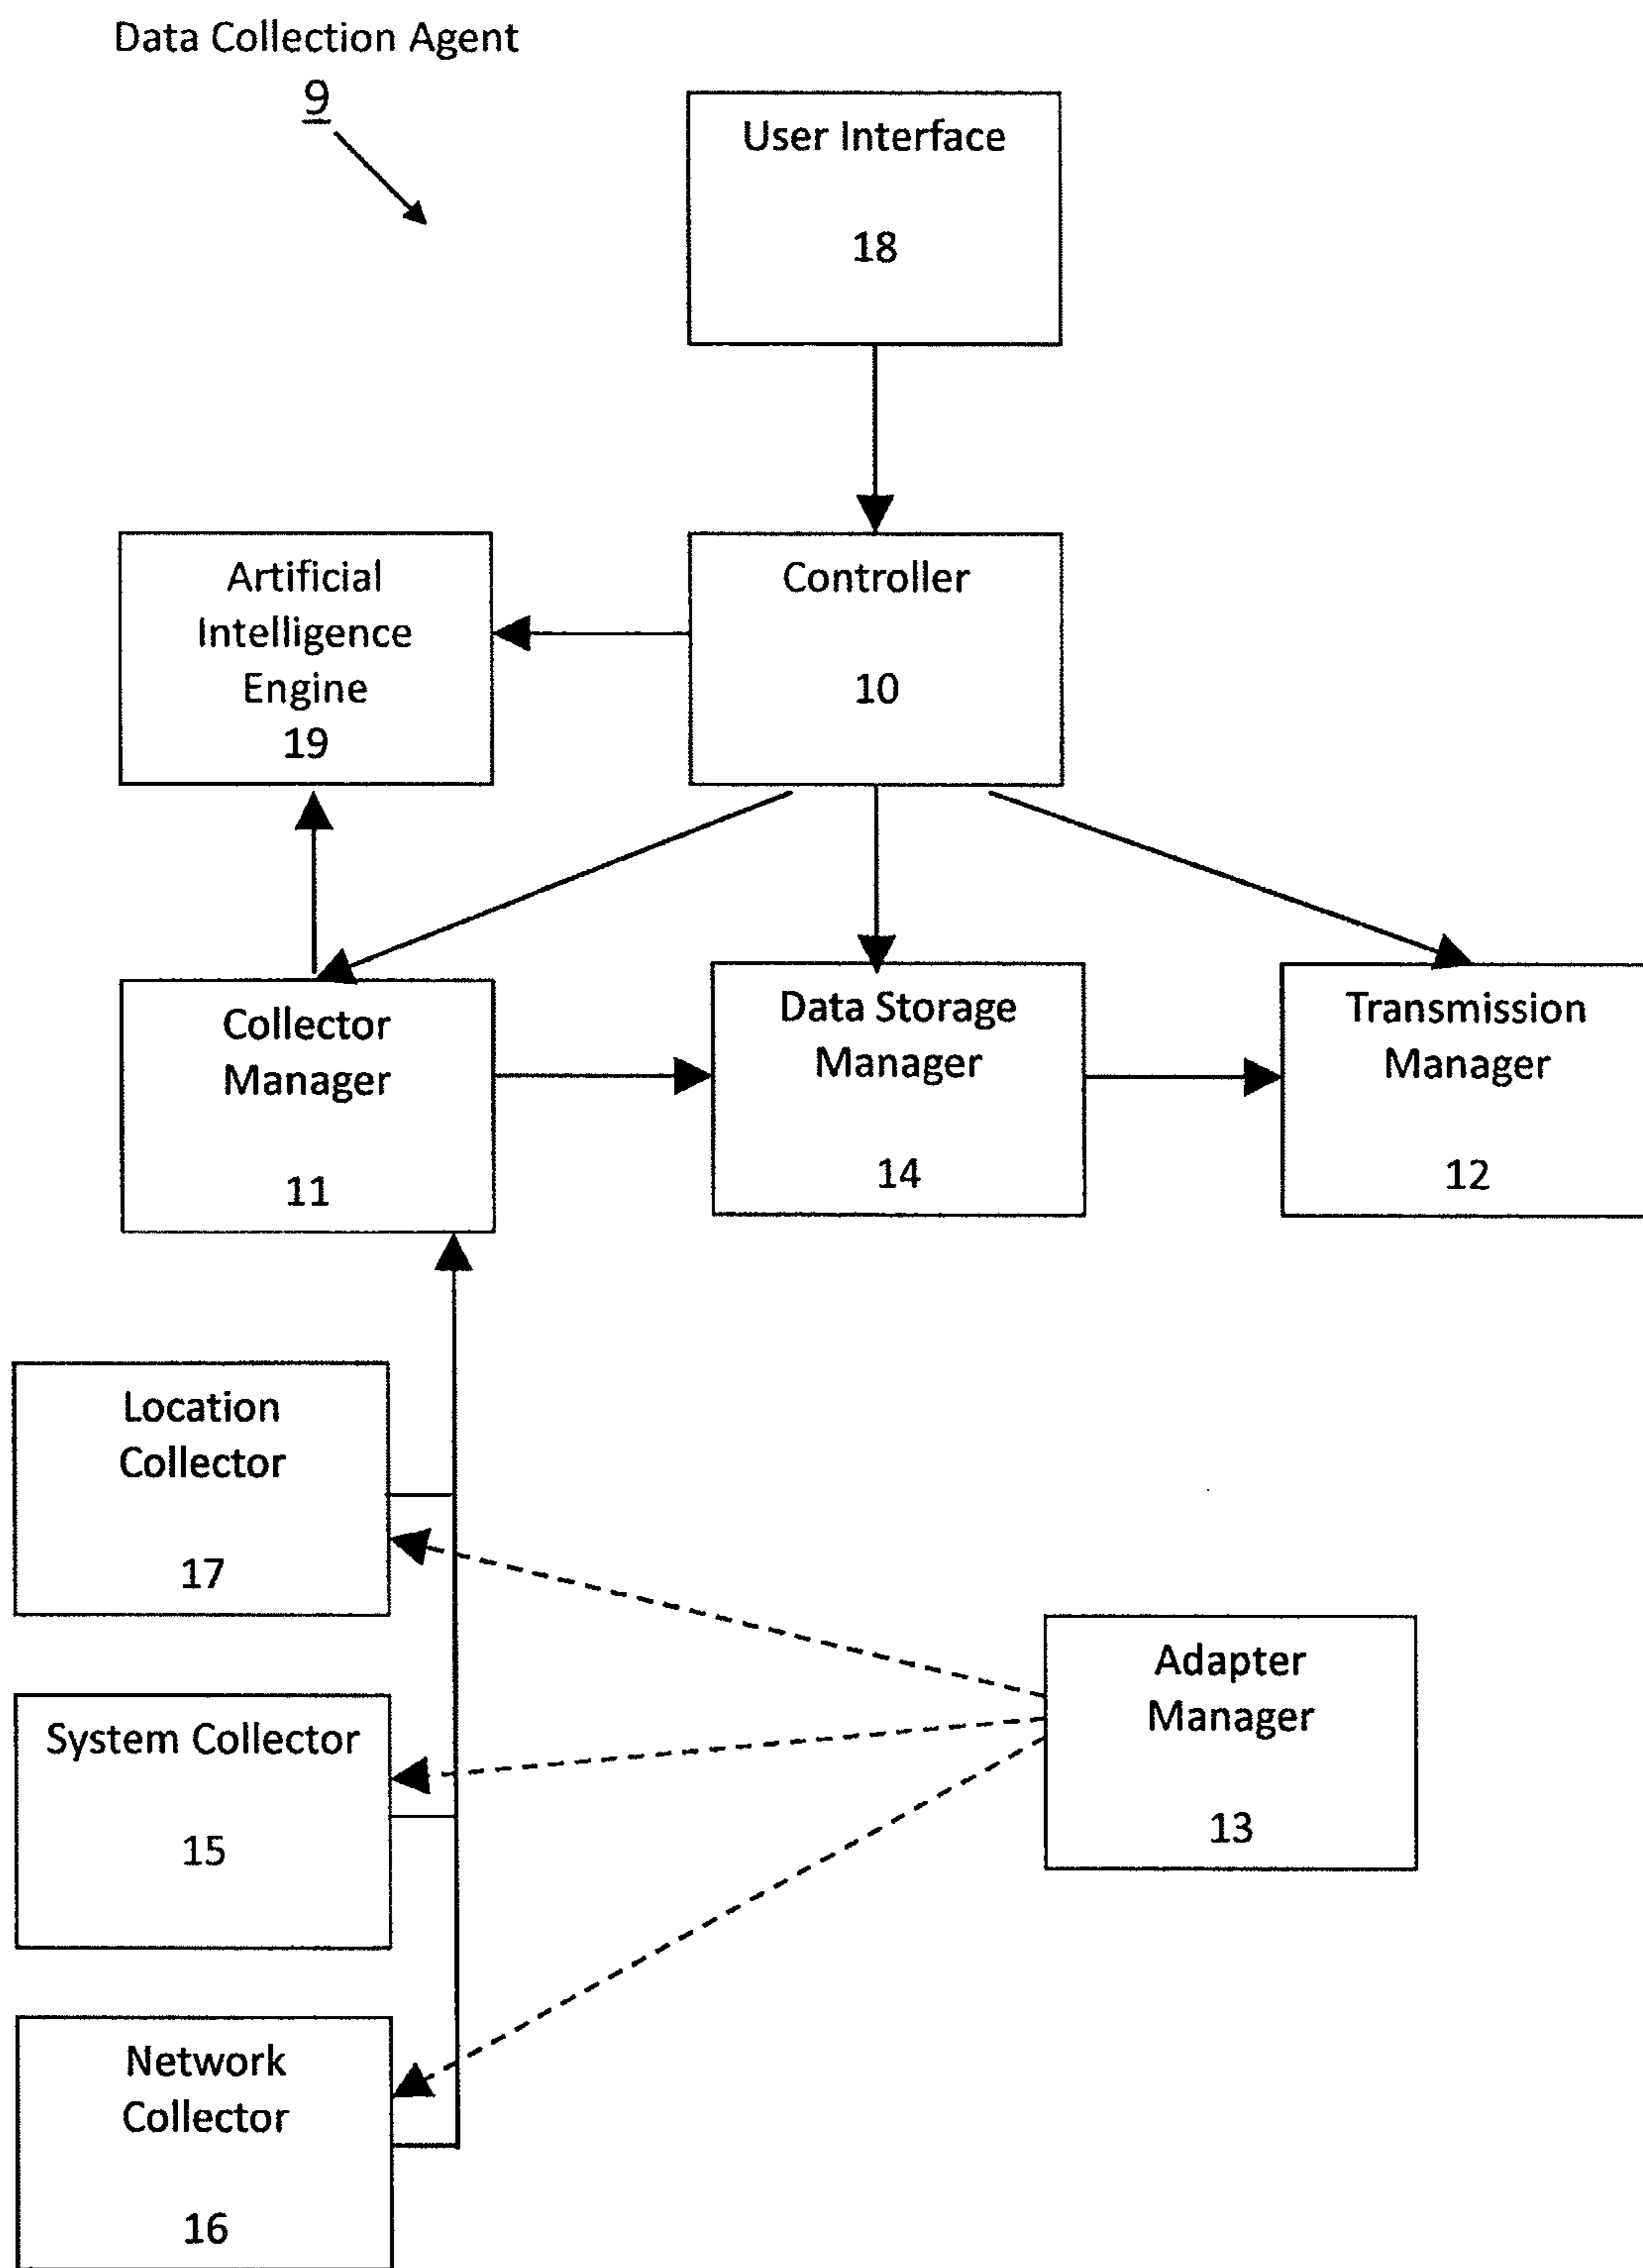 Data Collection Agent
9
User Interface
18
Artificial
Intelligence
Engine
19
Controller
10
Collector
Manager
11
Data Storage
Manager
14
Transmission
Manager
12
Location
Collector
17
System Collector
15
Adapter
Manager
13
Network
Collector
16